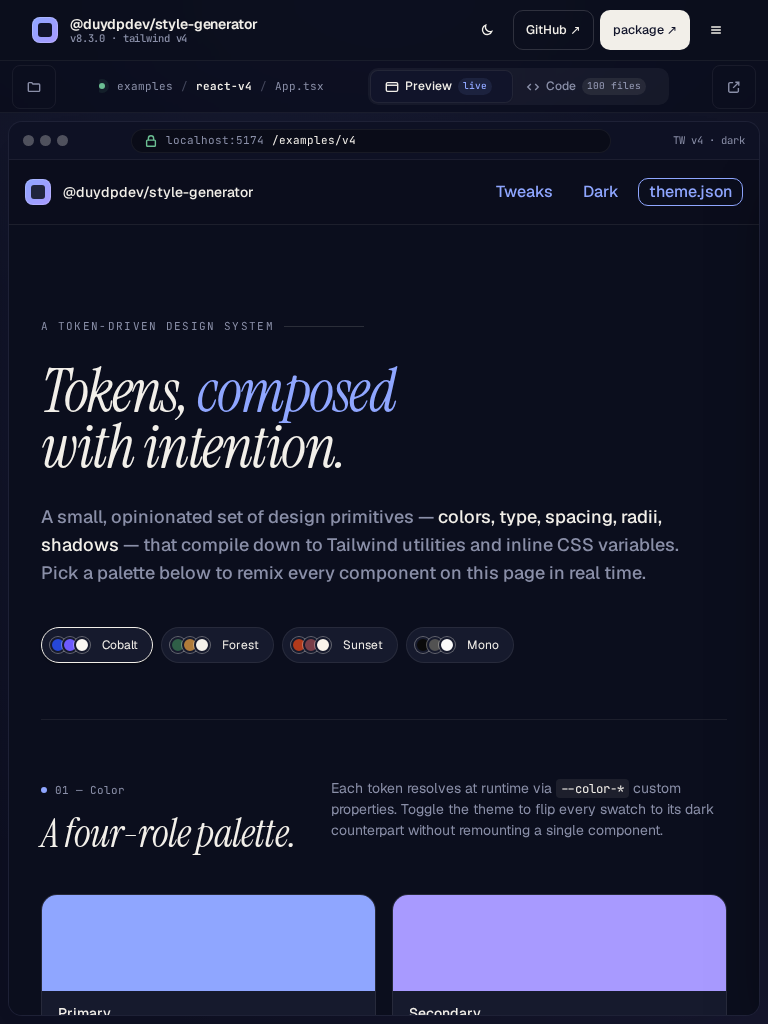 @duydpdev/style-generator
v8.3.0 · tailwind v4
GitHub ↗
package ↗
examples / react-v4 / App.tsx
Preview live
Code 100 files
localhost:5174 /examples/v4
TW v4 · dark
@duydpdev/style-generator
Tweaks
Dark
theme.json
A TOKEN-DRIVEN DESIGN SYSTEM
Tokens, composed
with intention.
A small, opinionated set of design primitives — colors, type, spacing, radii,
shadows — that compile down to Tailwind utilities and inline CSS variables.
Pick a palette below to remix every component on this page in real time.
Cobalt
Forest
Sunset
Mono
01 — Color
A four-role palette.
Each token resolves at runtime via --color-* custom
properties. Toggle the theme to flip every swatch to its dark
counterpart without remounting a single component.
Primary
Secondary